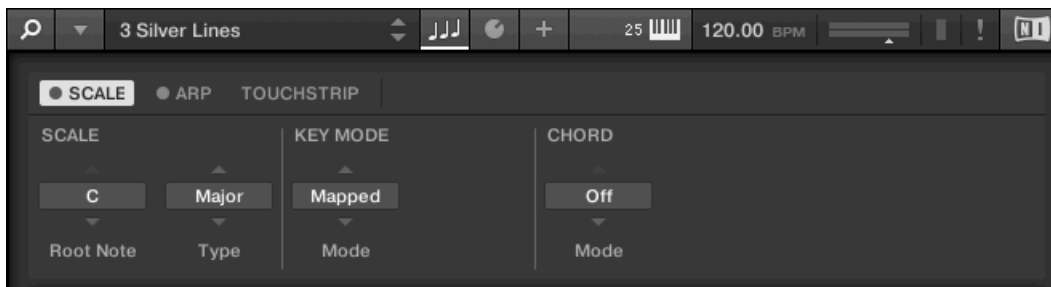 3 Silver Lines 25 120.00 BPM ! NI
SCALE ARP TOUCHSTRIP
SCALE KEY MODE CHORD
C Major Mapped Off
Root Note Type Mode Mode